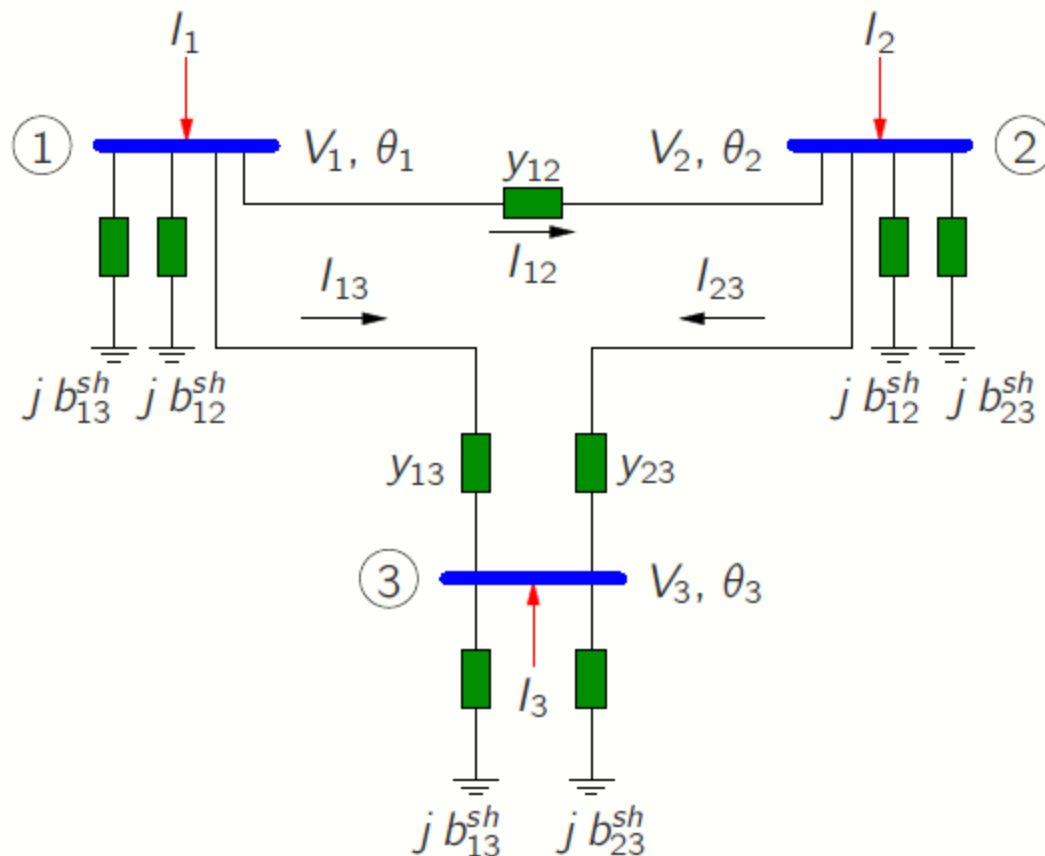 I₁ I₂
① V₁, θ₁ V₂, θ₂ ②
y₁₂
I₁₂
I₁₃ I₂₃
j b₁₃ˢʰ j b₁₂ˢʰ j b₁₂ˢʰ j b₂₃ˢʰ
y₁₃ y₂₃
③ V₃, θ₃
I₃
j b₁₃ˢʰ j b₂₃ˢʰ